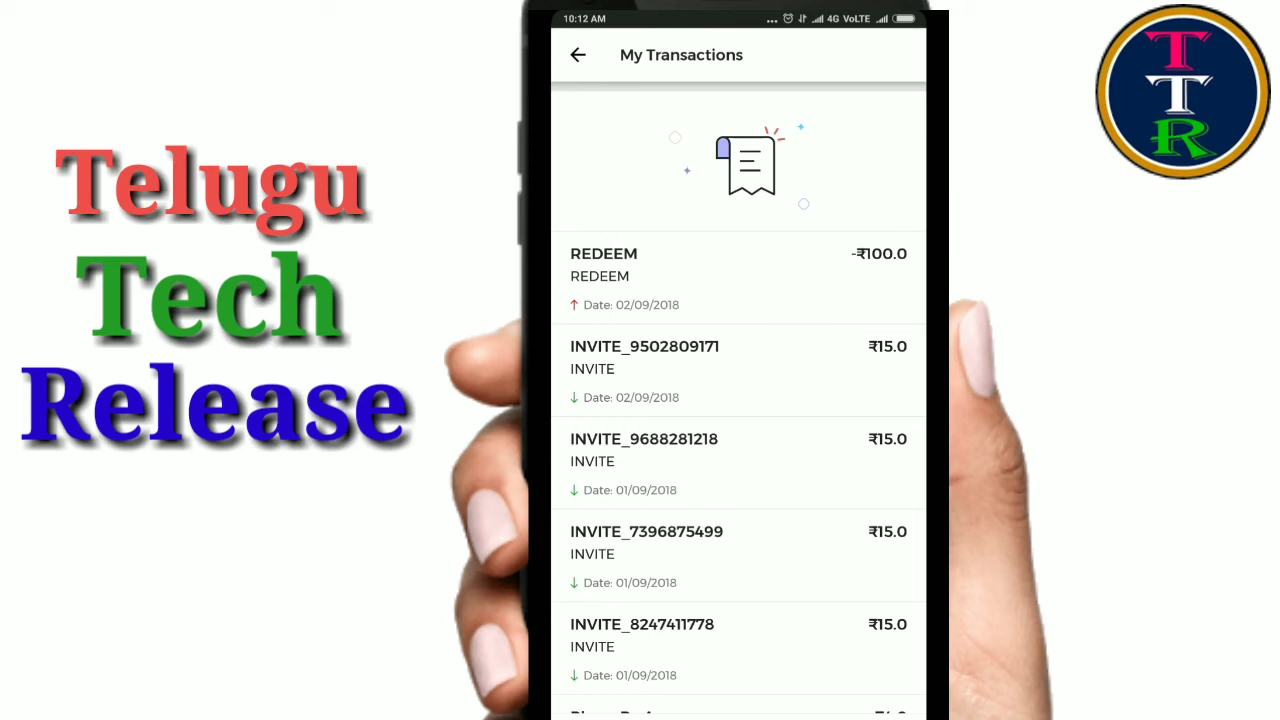 Telugu
Tech
Release
TTR
10:12 AM
4G VoLTE
My Transactions
REDEEM -₹100.0
REDEEM
Date: 02/09/2018
INVITE_9502809171 ₹15.0
INVITE
Date: 02/09/2018
INVITE_9688281218 ₹15.0
INVITE
Date: 01/09/2018
INVITE_7396875499 ₹15.0
INVITE
Date: 01/09/2018
INVITE_8247411778 ₹15.0
INVITE
Date: 01/09/2018